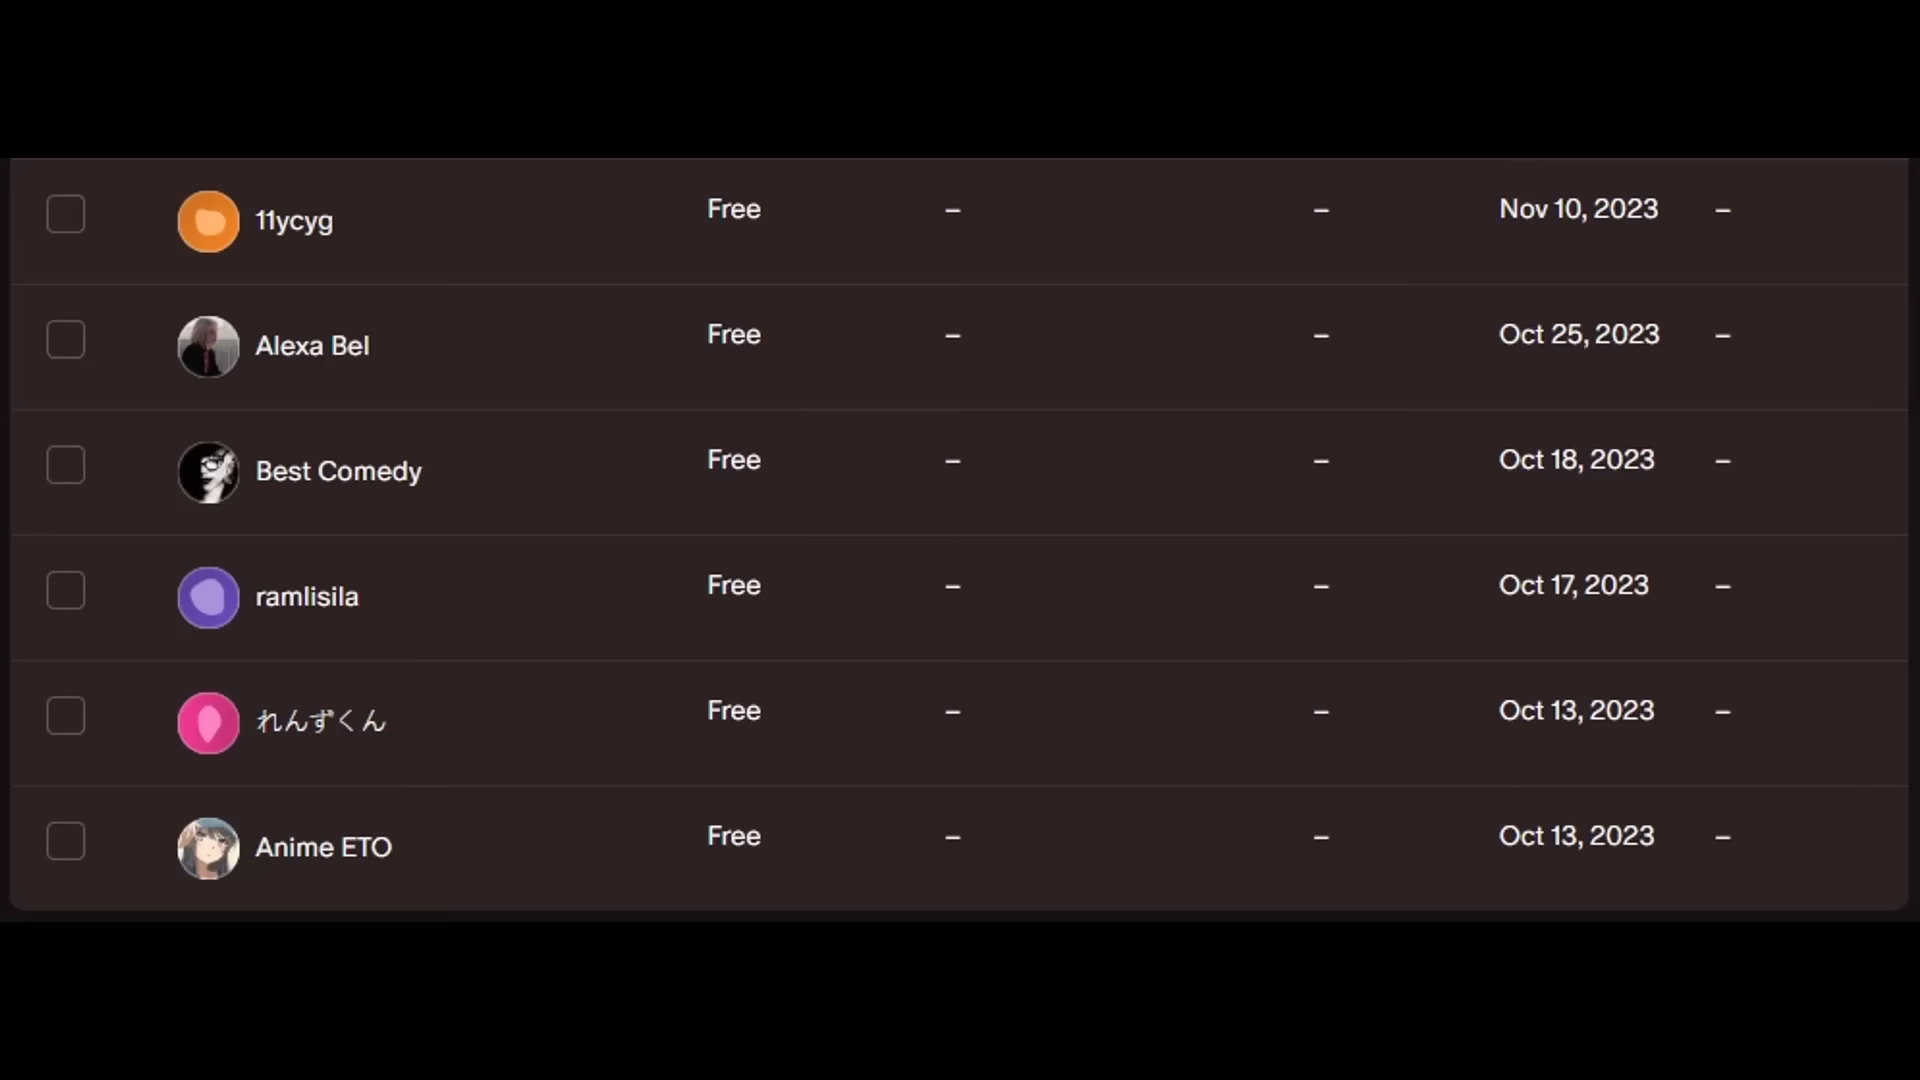 11ycyg Free – – Nov 10, 2023 –
Alexa Bel Free – – Oct 25, 2023 –
Best Comedy Free – – Oct 18, 2023 –
ramlisila Free – – Oct 17, 2023 –
れんずくん Free – – Oct 13, 2023 –
Anime ETO Free – – Oct 13, 2023 –